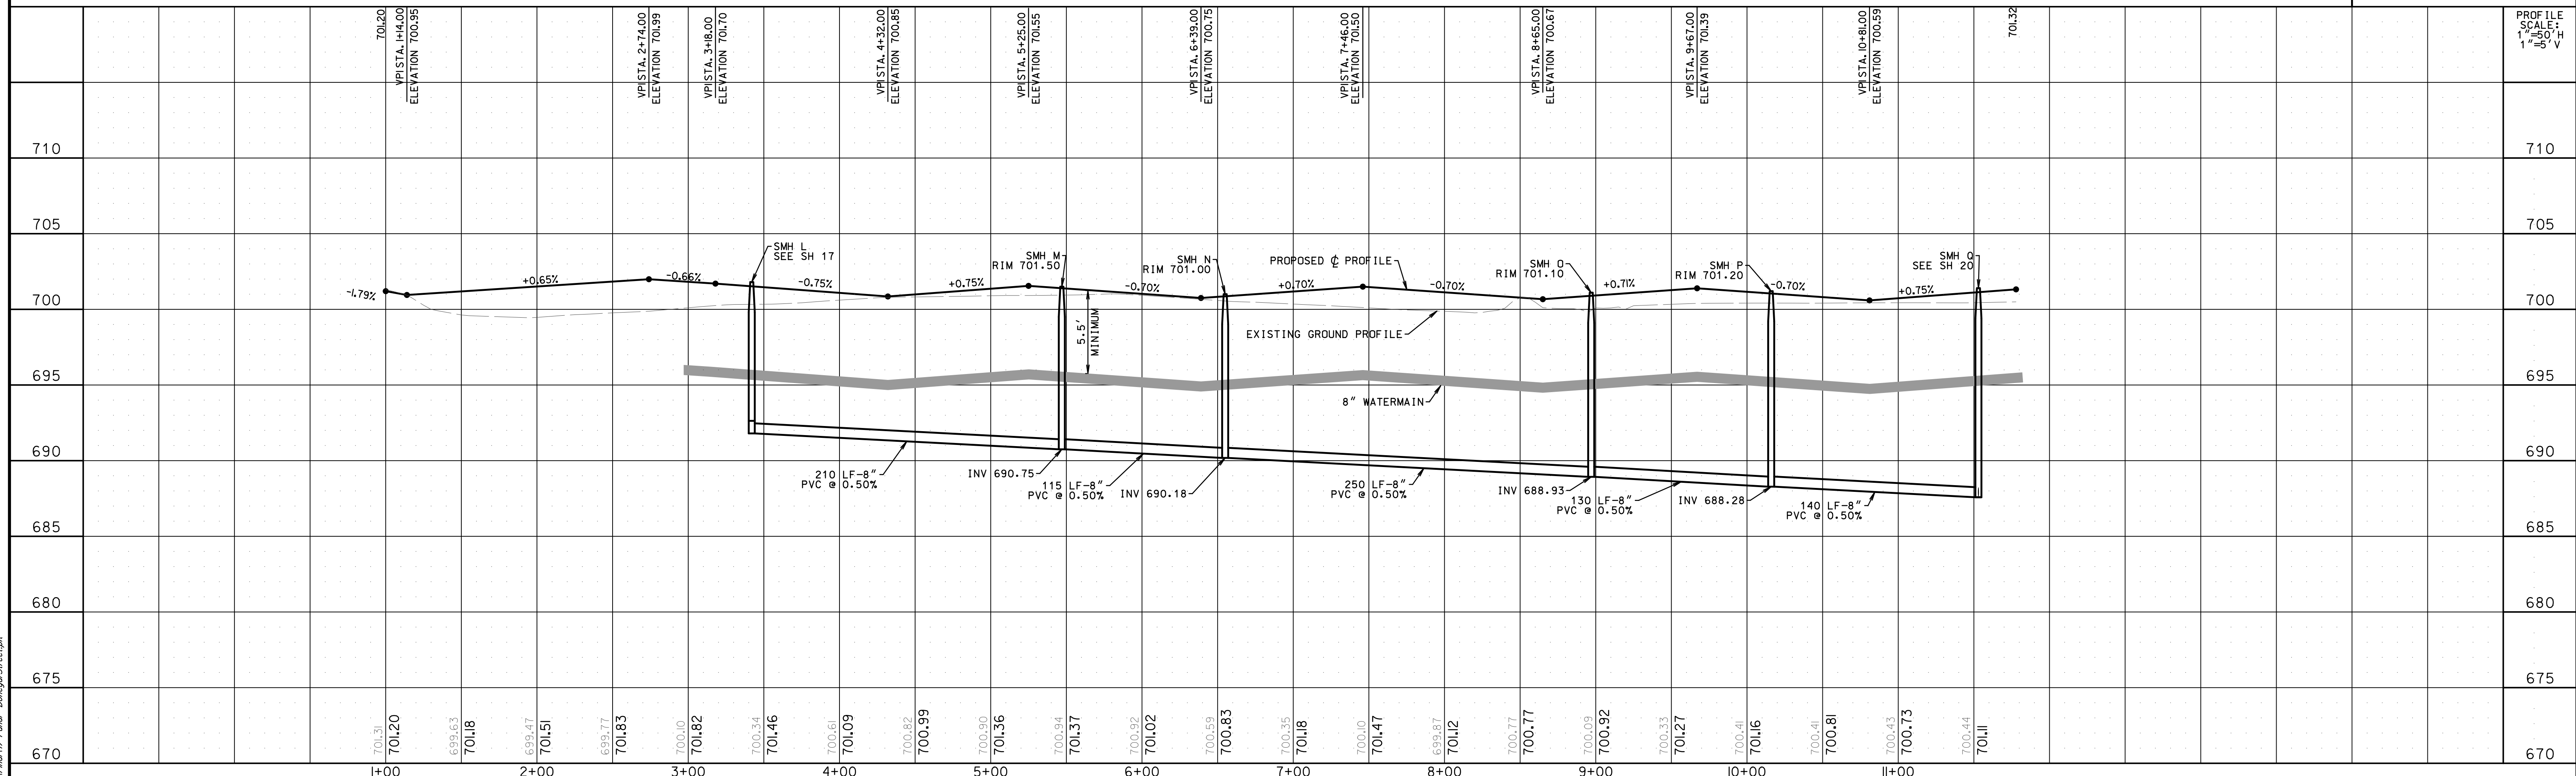 701.20
VPI STA. 1+14.00
ELEVATION 700.95
VPI STA. 2+74.00
ELEVATION 701.99
VPI STA. 3+18.00
ELEVATION 701.70
VPI STA. 4+32.00
ELEVATION 700.85
VPI STA. 5+25.00
ELEVATION 701.55
VPI STA. 6+39.00
ELEVATION 700.75
VPI STA. 7+46.00
ELEVATION 701.50
VPI STA. 8+65.00
ELEVATION 700.67
VPI STA. 9+67.00
ELEVATION 701.39
VPI STA. 10+81.00
ELEVATION 700.59
701.32
PROFILE
SCALE:
1"=50'H
1"=5'V
710
710
705
705
SMH L
SEE SH 17
SMH M
RIM 701.50
SMH N
RIM 701.00
PROPOSED ℄ PROFILE
SMH O
RIM 701.10
SMH P
RIM 701.20
SMH Q
SEE SH 20
-1.79%
+0.65%
-0.66%
-0.75%
+0.75%
-0.70%
+0.70%
-0.70%
+0.71%
-0.70%
+0.75%
700
700
5.5'
MINIMUM
EXISTING GROUND PROFILE
695
695
8" WATERMAIN
690
690
210 LF-8"
PVC @ 0.50%
INV 690.75
115 LF-8"
PVC @ 0.50%
INV 690.18
250 LF-8"
PVC @ 0.50%
INV 688.93
130 LF-8"
PVC @ 0.50%
INV 688.28
140 LF-8"
PVC @ 0.50%
685
685
680
680
675
675
701.31
701.20
699.63
701.18
699.47
701.51
699.77
701.83
700.10
701.82
700.34
701.46
700.61
701.09
700.82
700.99
700.90
701.36
700.94
701.37
700.92
701.02
700.59
700.83
700.35
701.18
700.10
701.47
699.87
701.12
700.77
700.77
700.09
700.92
700.33
701.27
700.41
701.16
700.41
700.81
700.43
700.73
700.44
701.11
670
670
1+00
2+00
3+00
4+00
5+00
6+00
7+00
8+00
9+00
10+00
11+00